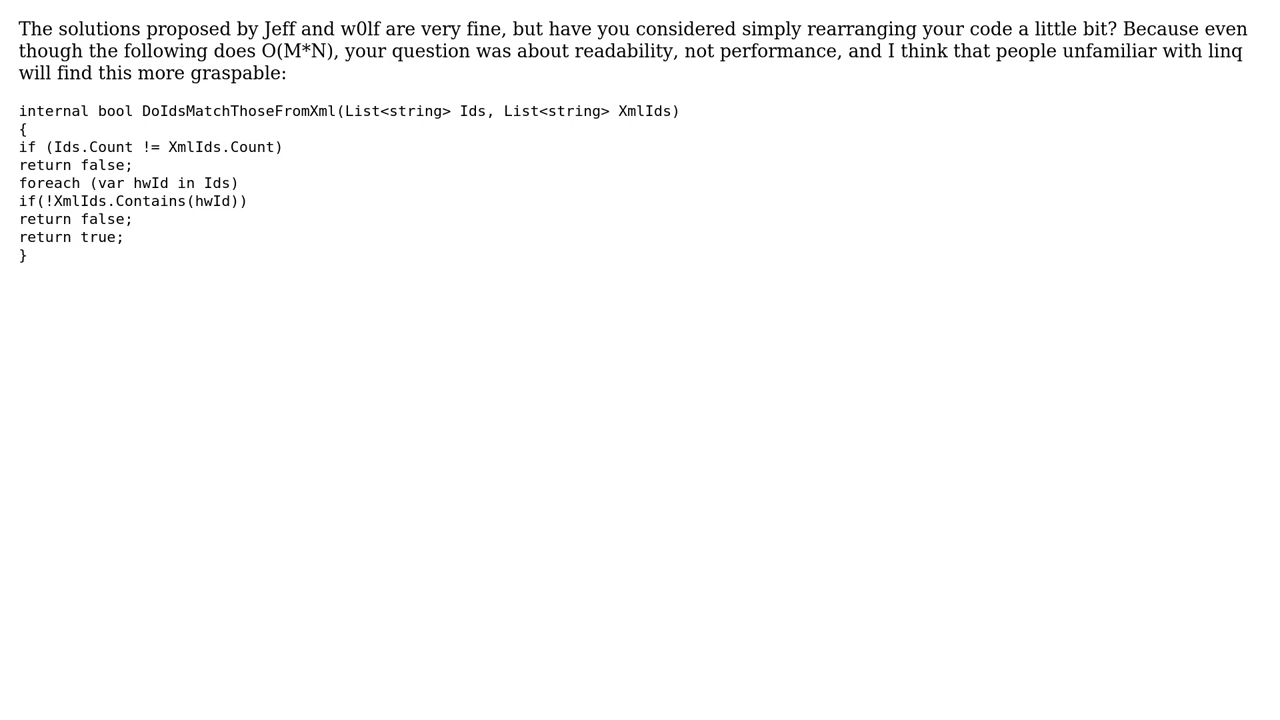 The solutions proposed by Jeff and w0lf are very fine, but have you considered simply rearranging your code a little bit? Because even
though the following does O(M*N), your question was about readability, not performance, and I think that people unfamiliar with linq
will find this more graspable:
internal bool DoIdsMatchThoseFromXml(List<string> Ids, List<string> XmlIds)
{
if (Ids.Count != XmlIds.Count)
return false;
foreach (var hwId in Ids)
if(!XmlIds.Contains(hwId))
return false;
return true;
}